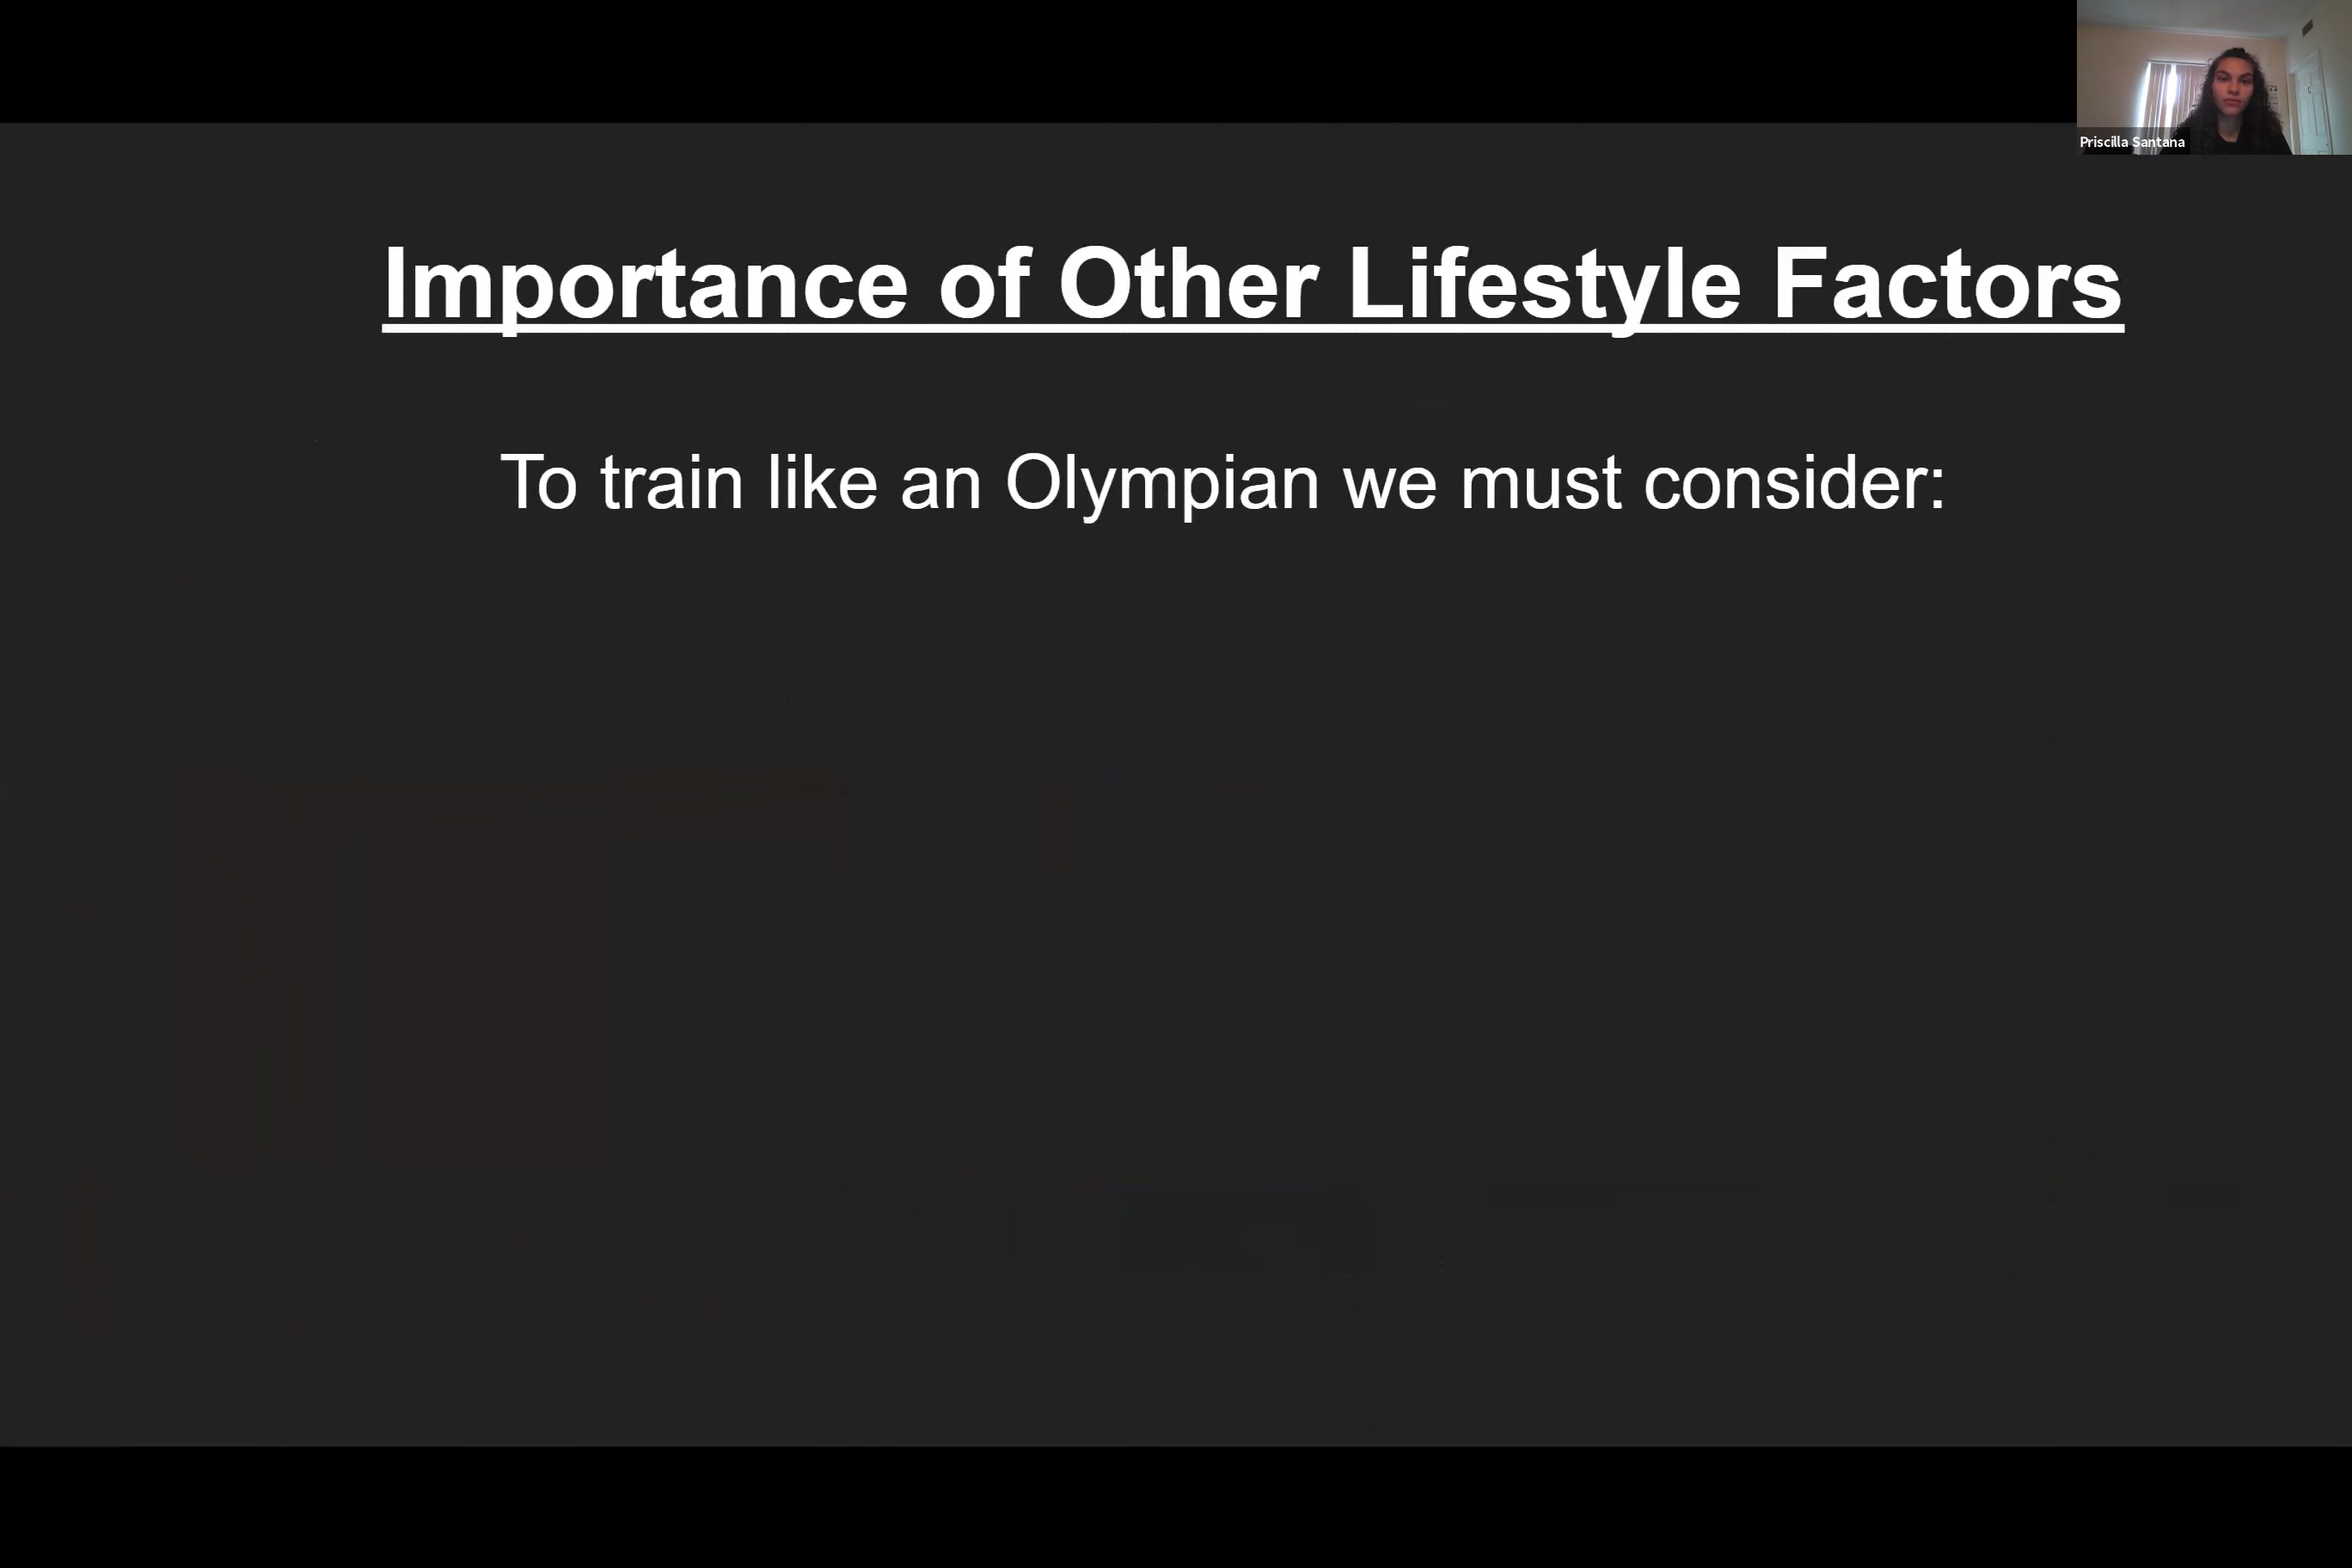 Priscilla Santana
Importance of Other Lifestyle Factors
To train like an Olympian we must consider: